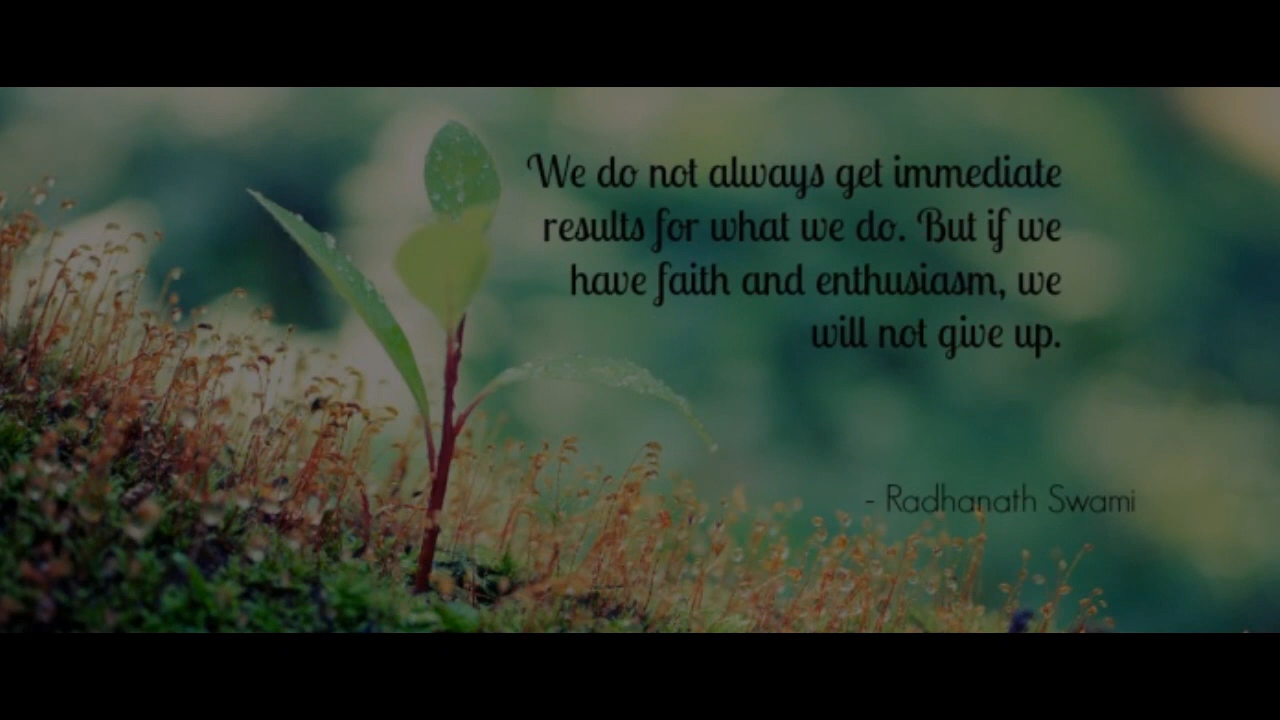 We do not always get immediate
results for what we do. But if we
have faith and enthusiasm, we
will not give up.
- Radhanath Swami